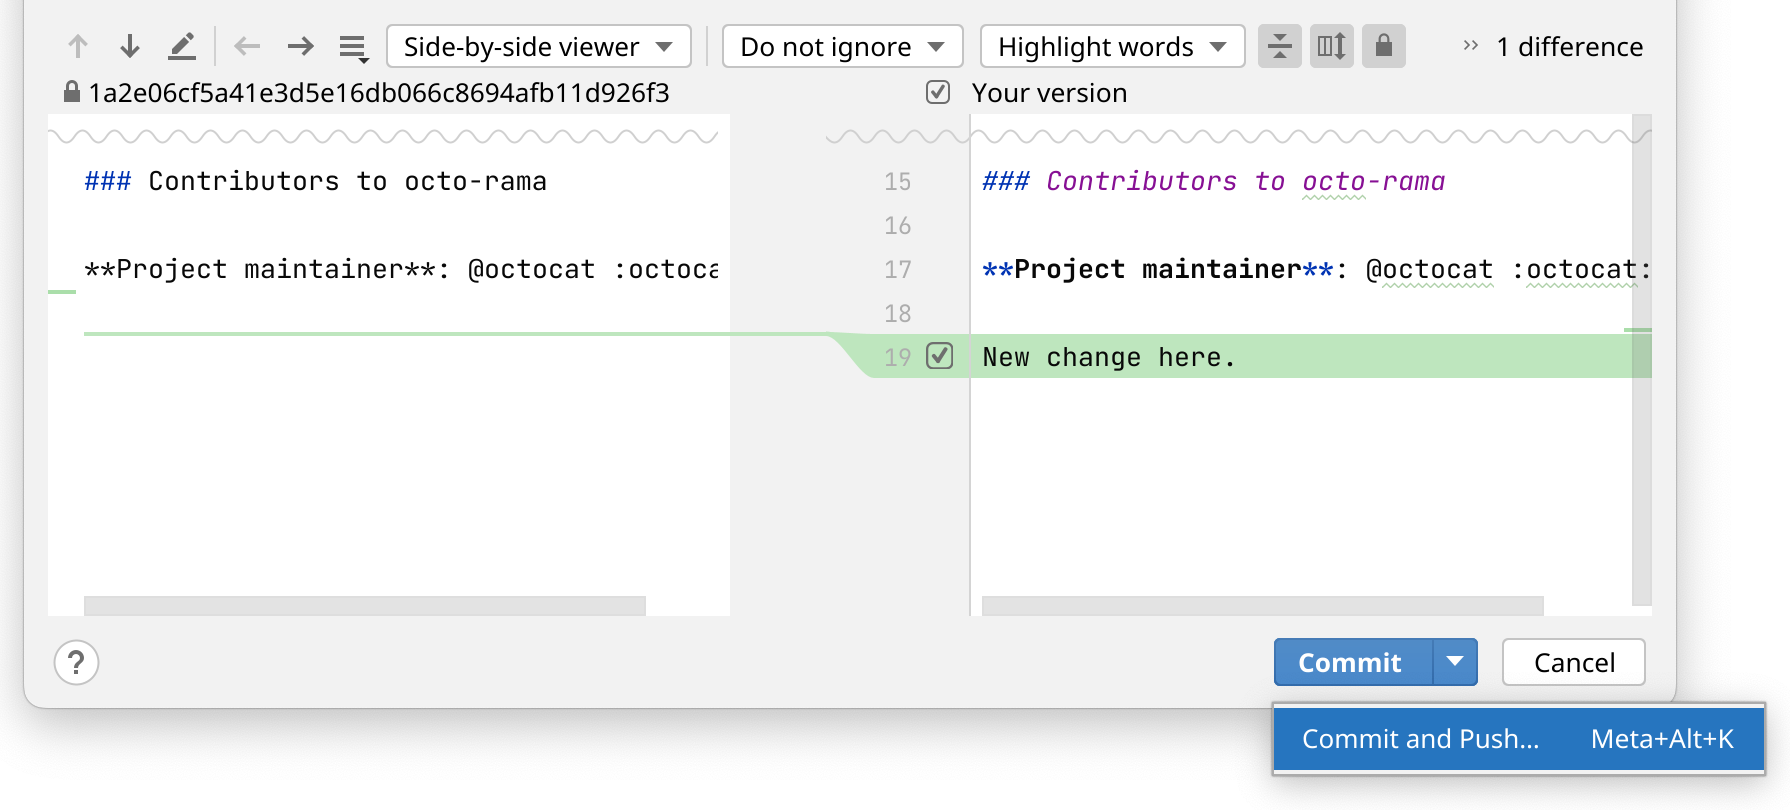 Side-by-side viewer Do not ignore Highlight words 1 difference
1a2e06cf5a41e3d5e16db066c8694afb11d926f3 Your version
### Contributors to octo-rama 15 ### Contributors to octo-rama
16
**Project maintainer**: @octocat :octoca 17 **Project maintainer**: @octocat :octocat:
18
19 New change here.
? Commit Cancel
Commit and Push... Meta+Alt+K